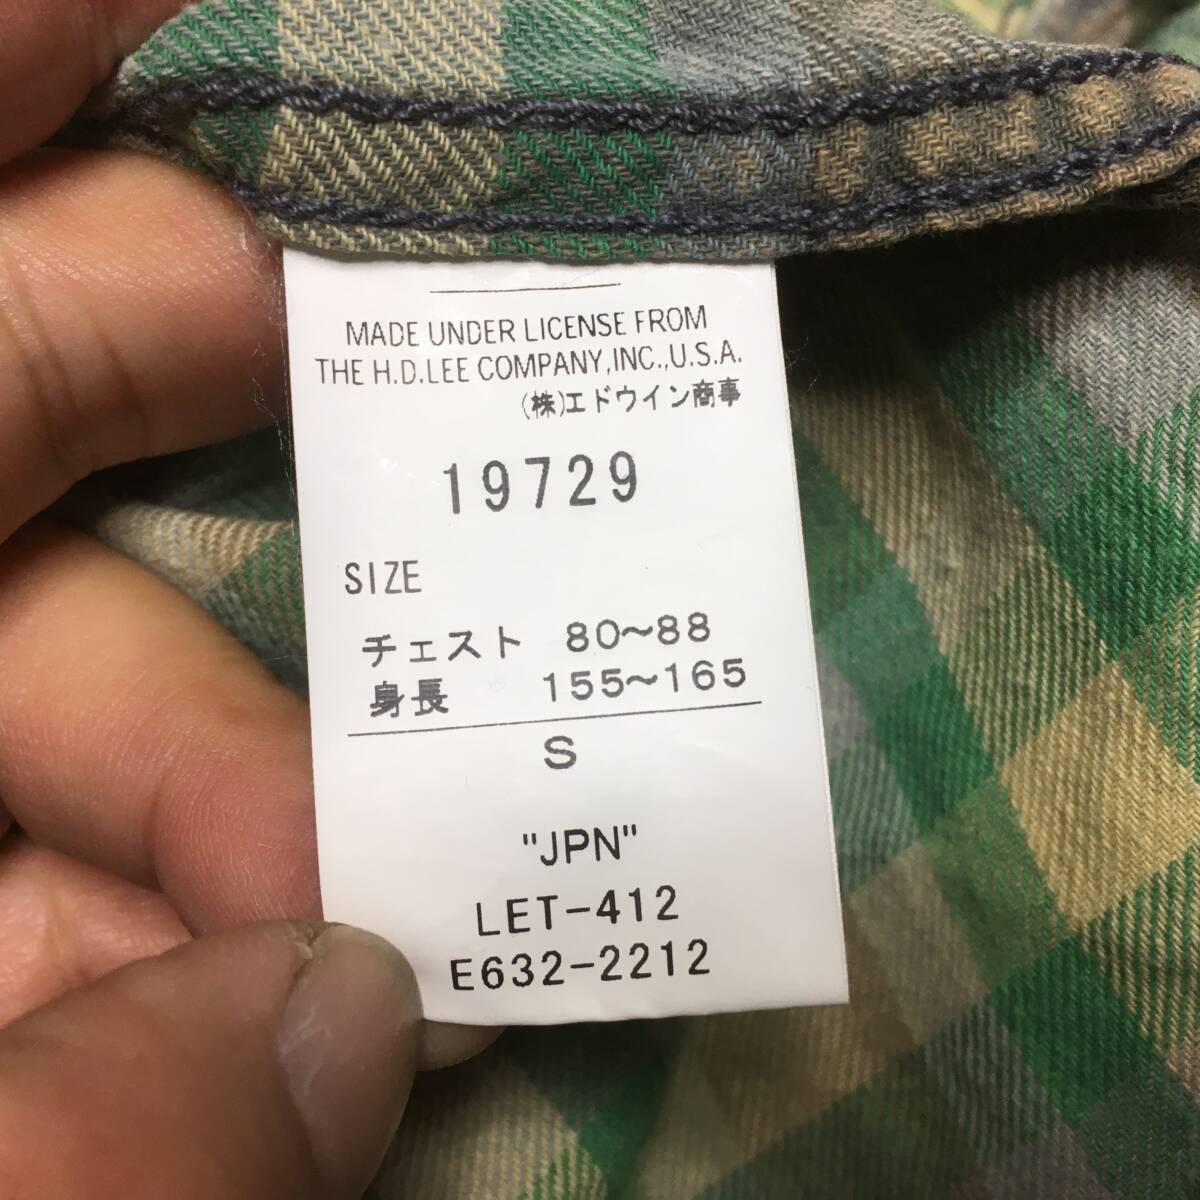 MADE UNDER LICENSE FROM
THE H.D.LEE COMPANY,INC.,U.S.A.
(株)エドウイン商事
19729
SIZE
チェスト 80~88
身長 155~165
S
"JPN"
LET-412
E632-2212